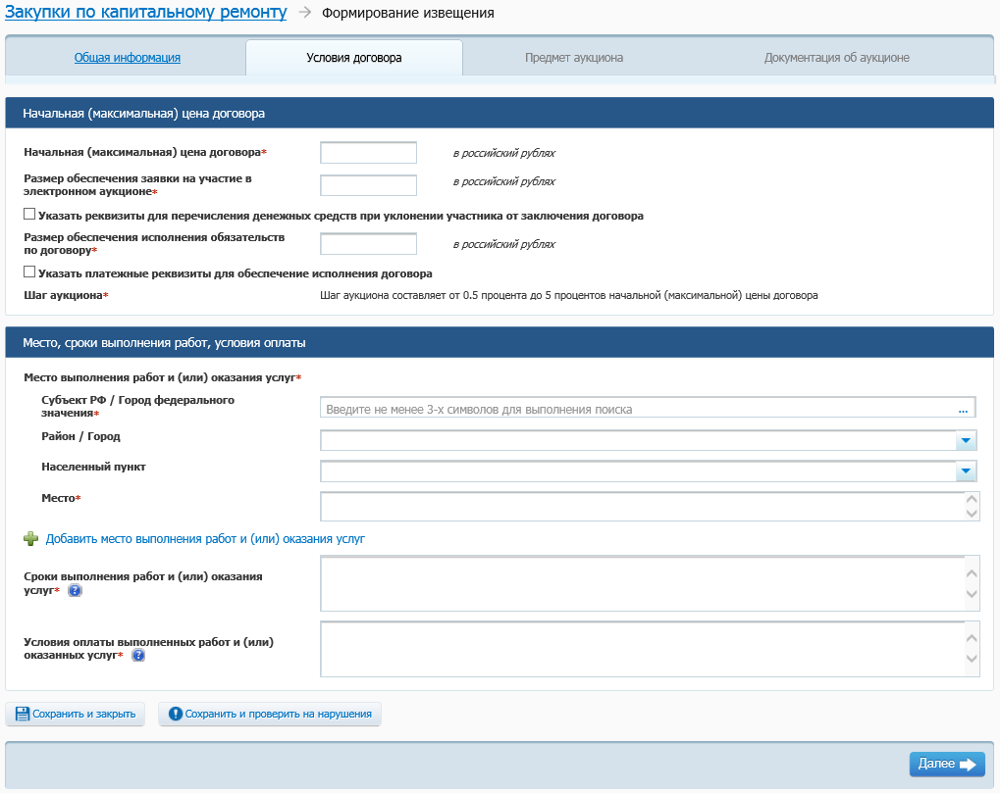 Закупки по капитальному ремонту → Формирование извещения
Общая информация Условия договора Предмет аукциона Документация об аукционе
Начальная (максимальная) цена договора
Начальная (максимальная) цена договора* в российский рублях
Размер обеспечения заявки на участие в
электронном аукционе*
в российский рублях
Указать реквизиты для перечисления денежных средств при уклонении участника от заключения договора
Размер обеспечения исполнения обязательств
по договору*
в российский рублях
Указать платежные реквизиты для обеспечение исполнения договора
Шаг аукциона* Шаг аукциона составляет от 0.5 процента до 5 процентов начальной (максимальной) цены договора
Место, сроки выполнения работ, условия оплаты
Место выполнения работ и (или) оказания услуг*
Субъект РФ / Город федерального
значения*
Введите не менее 3-х символов для выполнения поиска ...
Район / Город
Населенный пункт
Место*
Добавить место выполнения работ и (или) оказания услуг
Сроки выполнения работ и (или) оказания
услуг* ?
Условия оплаты выполненных работ и (или)
оказанных услуг* ?
Сохранить и закрыть Сохранить и проверить на нарушения
Далее